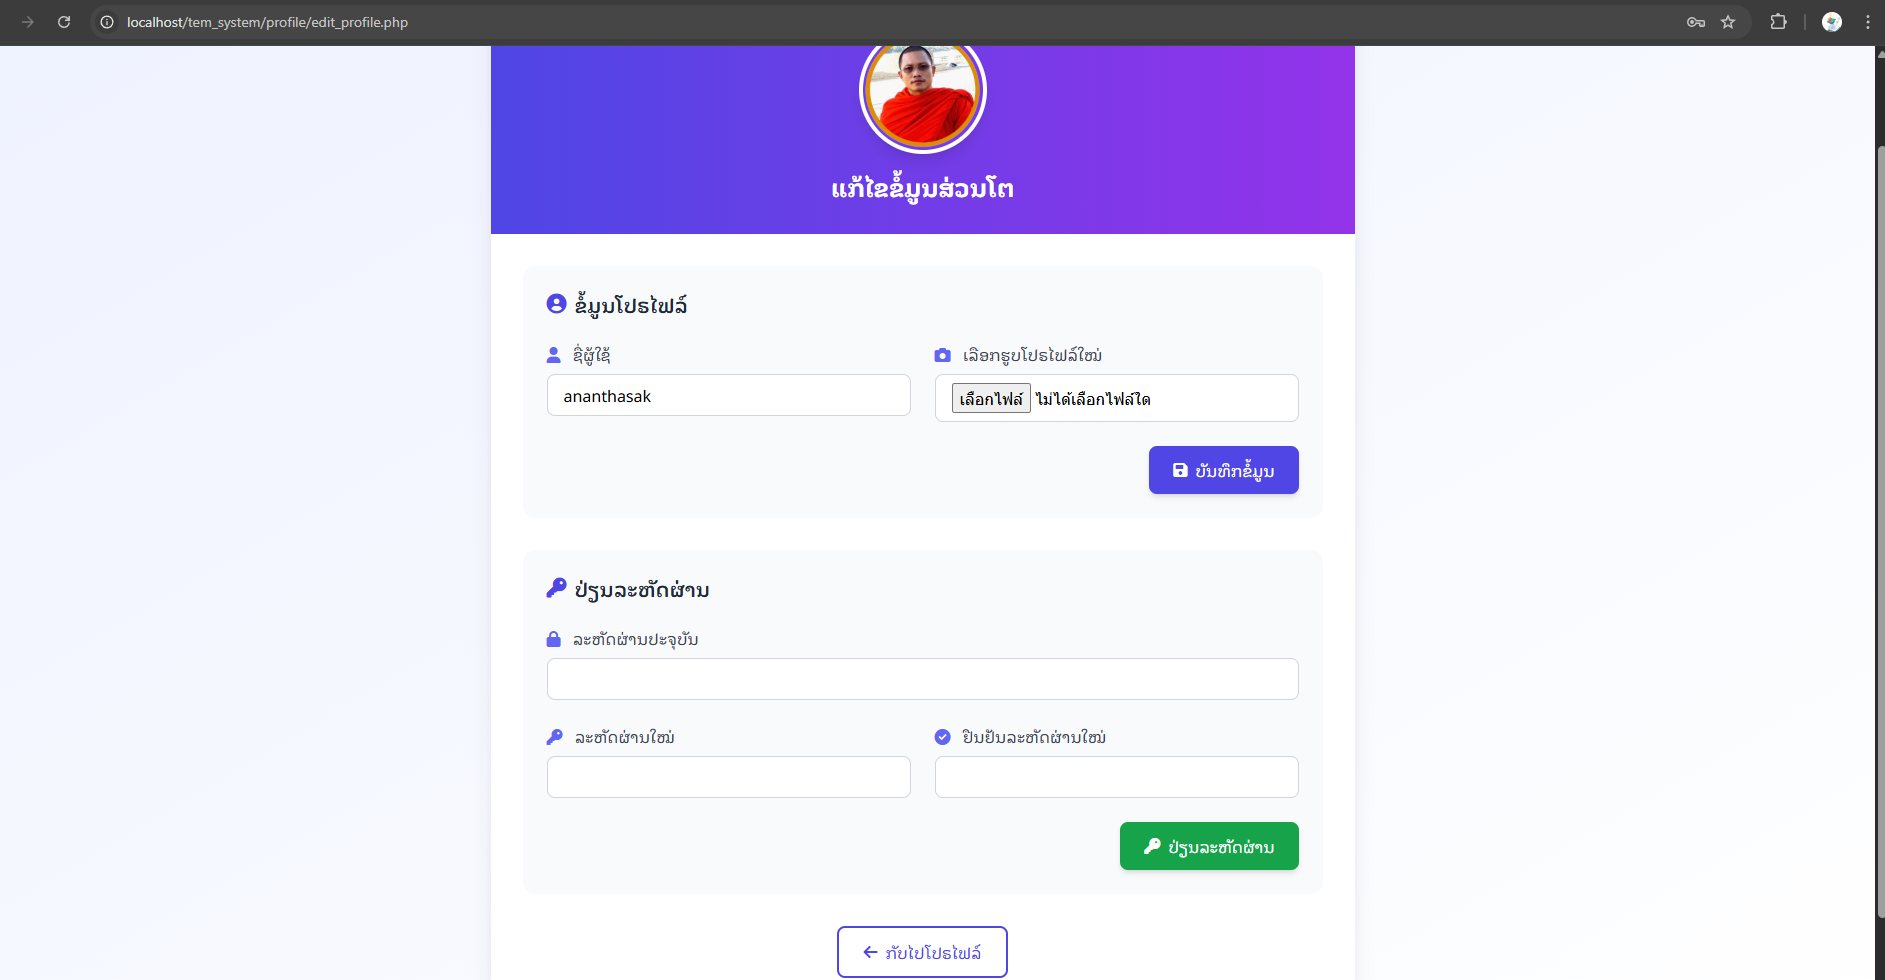 localhost/tem_system/profile/edit_profile.php
ແກ້ໄຂຂໍ້ມູນສ່ວນໂຕ
ຂໍ້ມູນໂປຣໄຟລ໌
ຊື່ຜູ້ໃຊ້
ເລືອກຮູບໂປຣໄຟລ໌ໃໝ່
ananthasak
เลือกไฟล์ ไม่ได้เลือกไฟล์ใด
ບັນທຶກຂໍ້ມູນ
ປ່ຽນລະຫັດຜ່ານ
ລະຫັດຜ່ານປະຈຸບັນ
ລະຫັດຜ່ານໃໝ່
ຢືນຢັນລະຫັດຜ່ານໃໝ່
ປ່ຽນລະຫັດຜ່ານ
ກັບໄປໂປຣໄຟລ໌